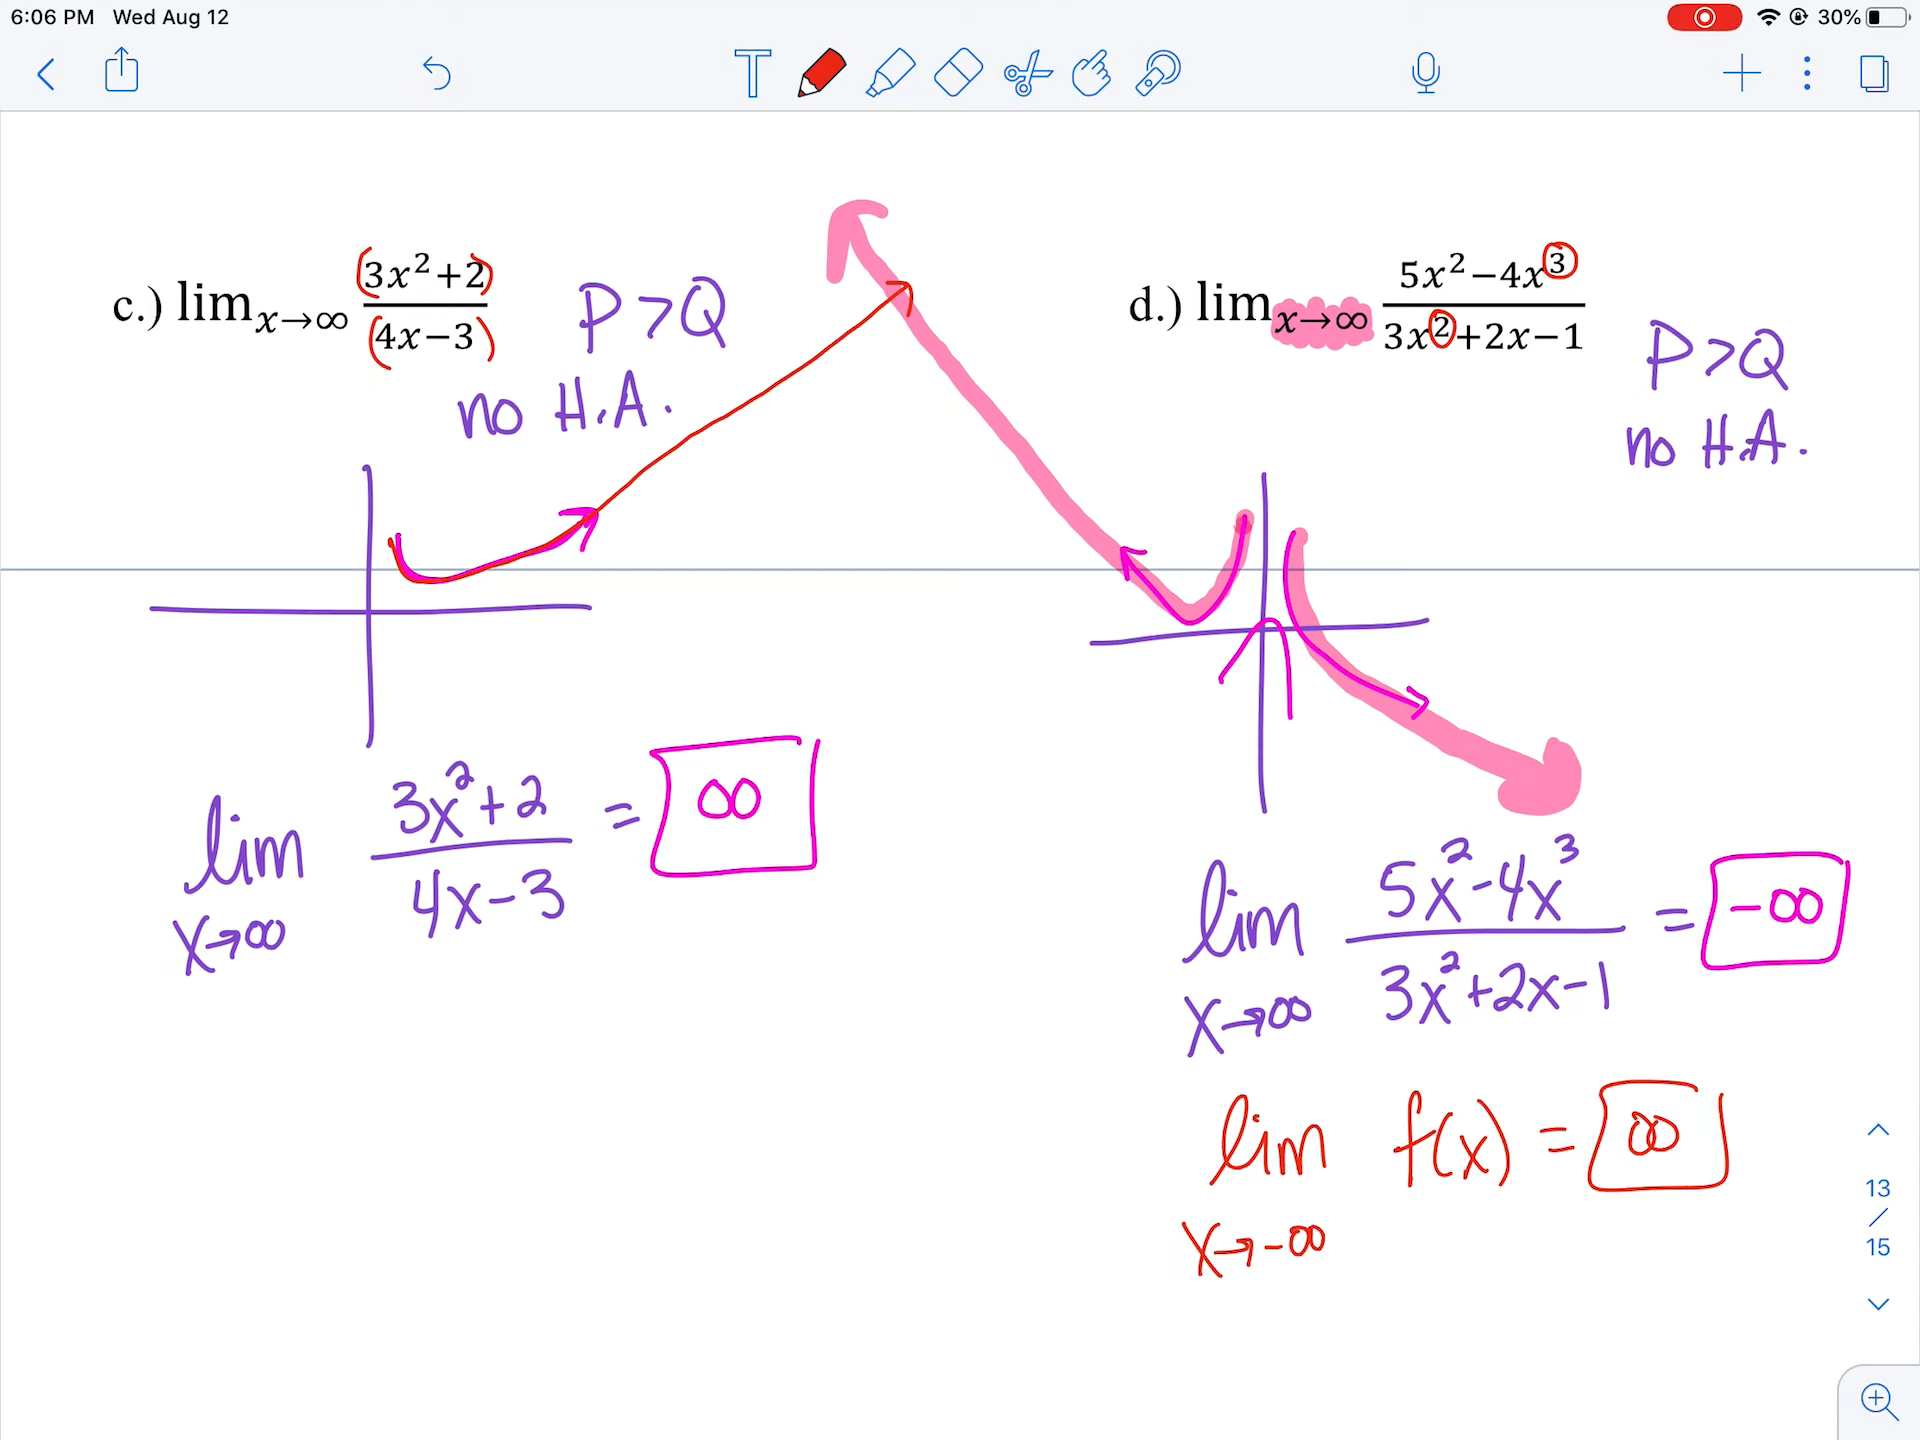 6:06 PM Wed Aug 12 30%
T
c.) lim x→∞ (3x²+2)/(4x−3)
P>Q
no H.A.
d.) lim x→∞ 5x²−4x³/3x²+2x−1
P>Q
no H.A.
lim x→∞ 3x²+2/4x-3 = ∞
lim x→∞ 5x²-4x³/3x²+2x-1 = -∞
lim x→-∞ f(x) = ∞
13
/
15